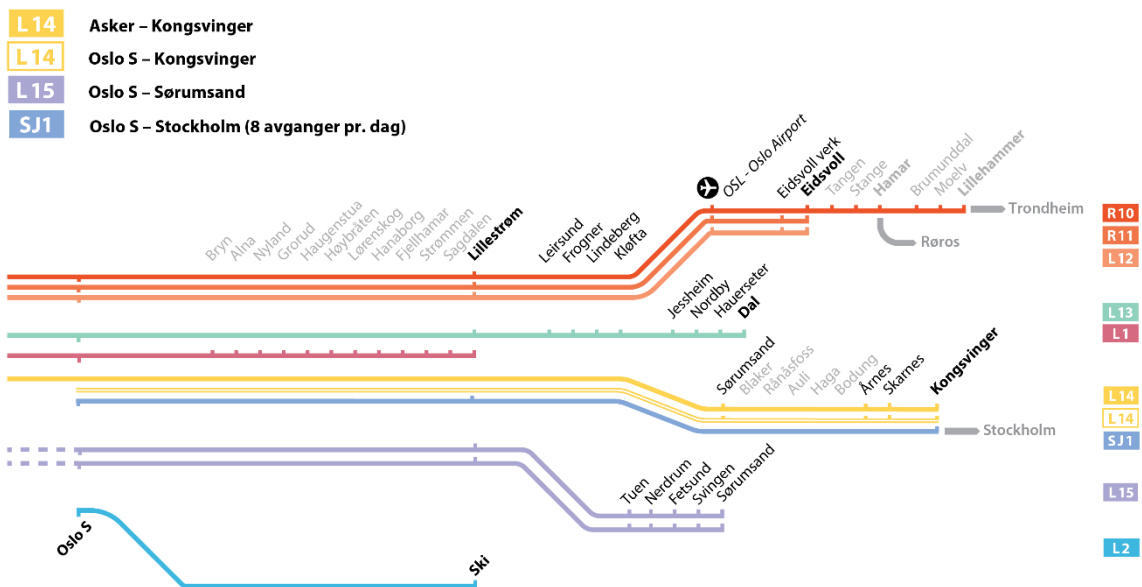 L14 Asker – Kongsvinger
L14 Oslo S – Kongsvinger
L15 Oslo S – Sørumsand
SJ1 Oslo S – Stockholm (8 avganger pr. dag)
OSL - Oslo Airport
Eidsvoll verk
Eidsvoll
Tangen
Stange
Hamar
Brumunddal
Moelv
Lillehammer
Trondheim
Røros
R10
R11
L12
Bryn
Alna
Nyland
Grorud
Haugenstua
Høybråten
Lørenskog
Hanaborg
Fjellhamar
Strømmen
Sagdalen
Lillestrøm
Leirsund
Frogner
Lindeberg
Kløfta
Jessheim
Nordby
Hauerseter
Dal
L13
L1
Sørumsand
Blaker
Rånåsfoss
Auli
Haga
Bodung
Årnes
Skarnes
Kongsvinger
L14
L14
Stockholm
SJ1
Tuen
Nerdrum
Fetsund
Svingen
Sørumsand
L15
Oslo S
Ski
L2